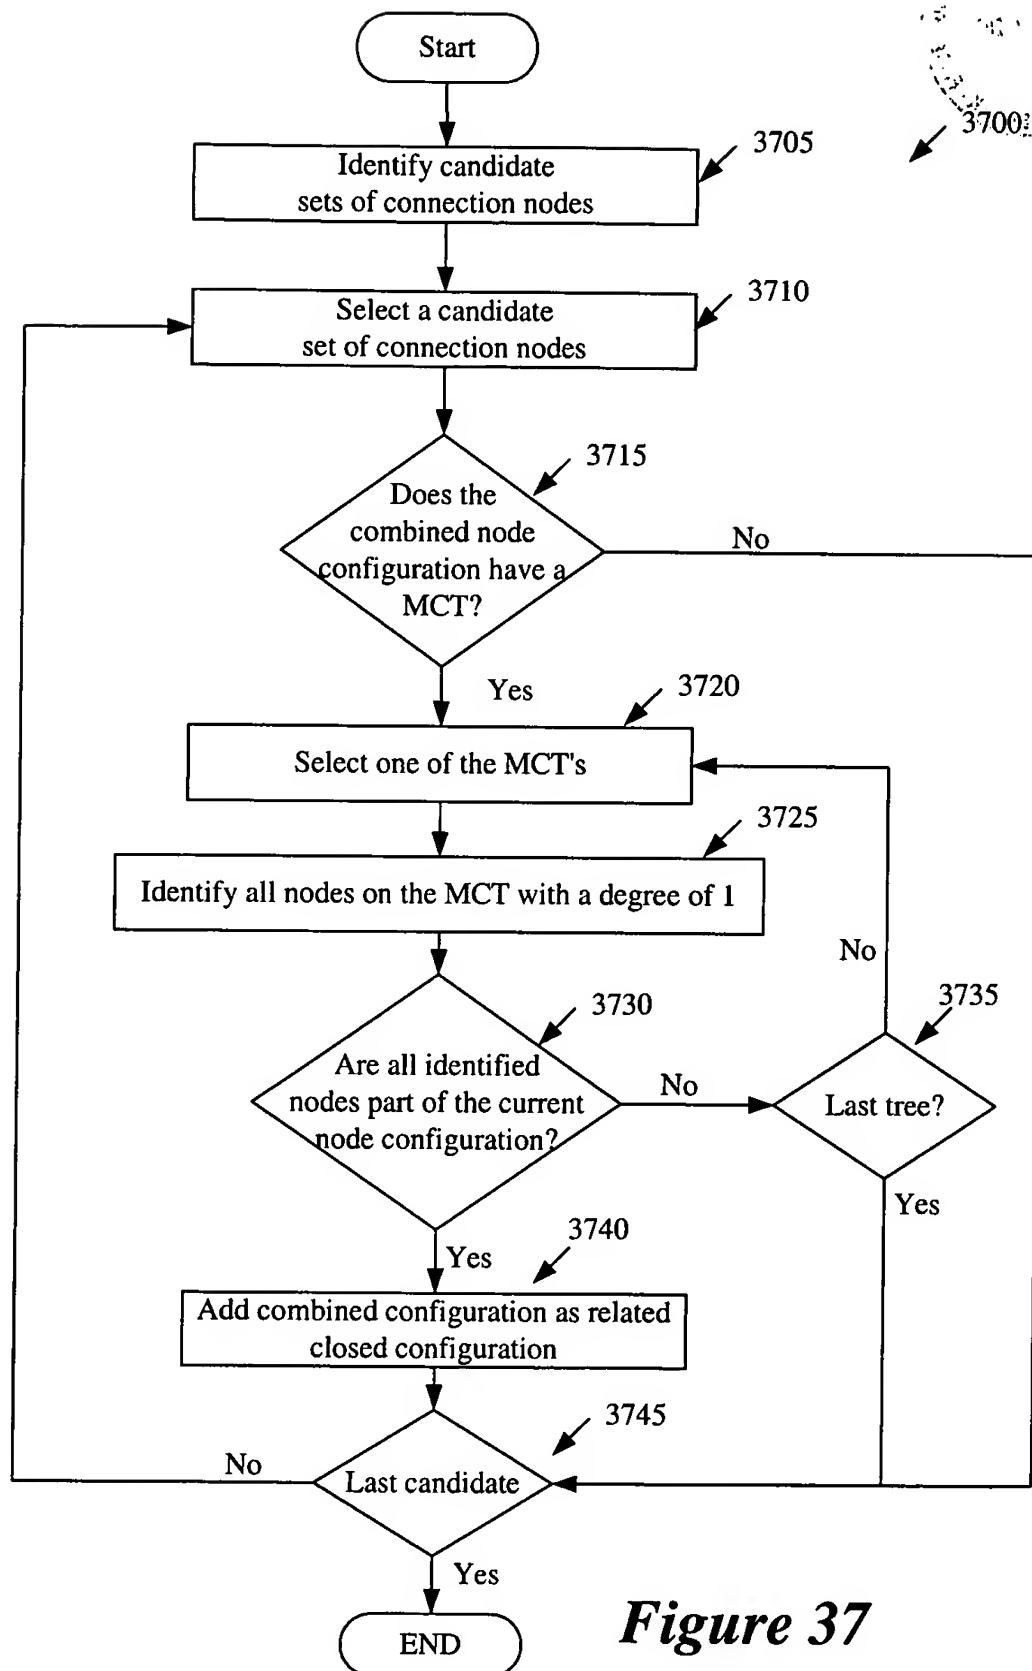 Start
3700
3705
Identify candidate
sets of connection nodes
3710
Select a candidate
set of connection nodes
3715
Does the
combined node
configuration have a
MCT?
No
Yes
3720
Select one of the MCT's
3725
Identify all nodes on the MCT with a degree of 1
No
3735
3730
Are all identified
nodes part of the current
node configuration?
No
Last tree?
Yes
3740
Yes
Add combined configuration as related
closed configuration
3745
No
Last candidate
Yes
END
Figure 37